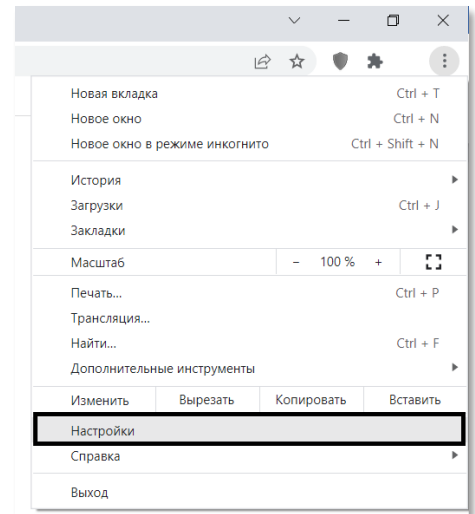 Новая вкладка Ctrl + T
Новое окно Ctrl + N
Новое окно в режиме инкогнито Ctrl + Shift + N
История
Загрузки Ctrl + J
Закладки
Масштаб - 100 % +
Печать... Ctrl + P
Трансляция...
Найти... Ctrl + F
Дополнительные инструменты
Изменить Вырезать Копировать Вставить
Настройки
Справка
Выход